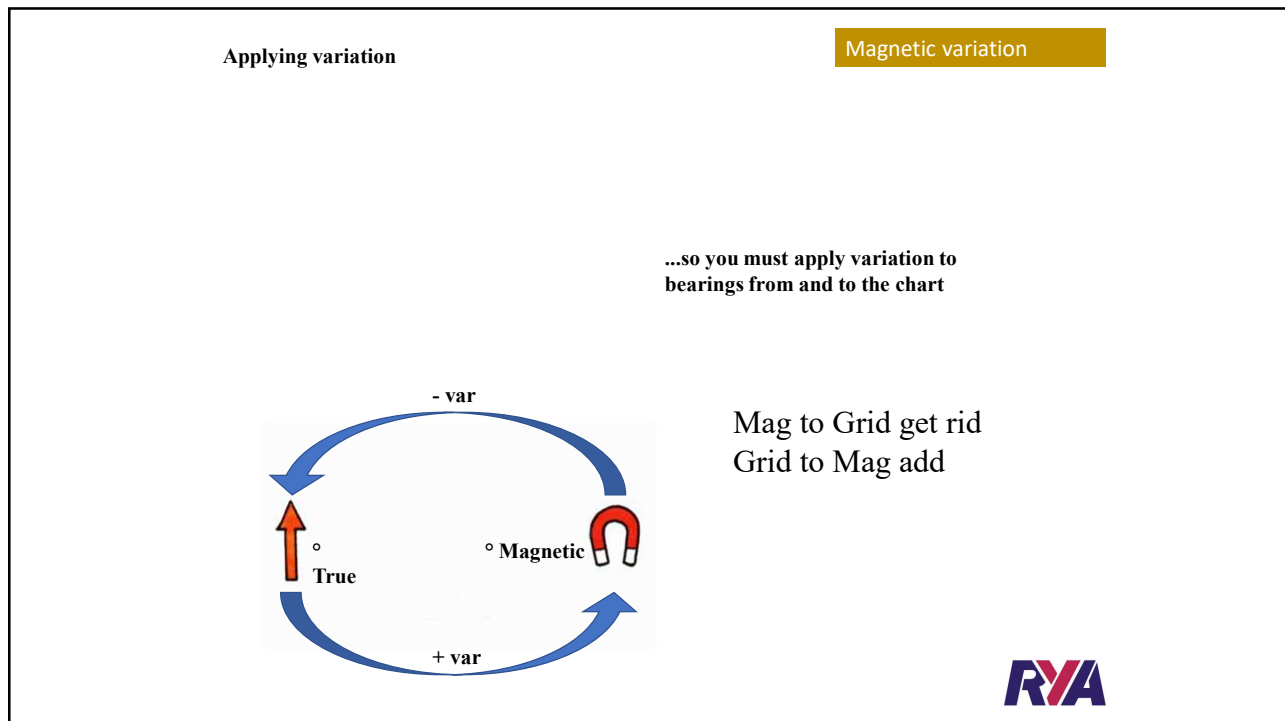 Applying variation
Magnetic variation
...so you must apply variation to
bearings from and to the chart
- var
Mag to Grid get rid
Grid to Mag add
°
True
° Magnetic
+ var
RYA